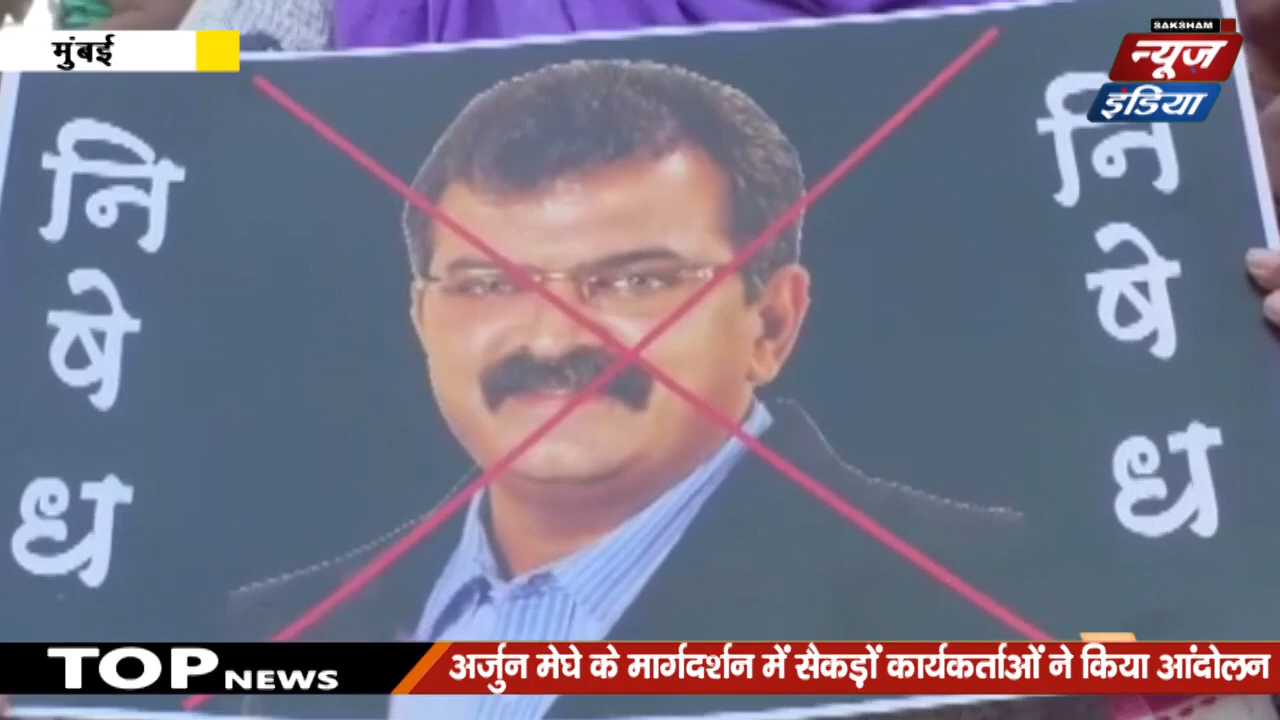 मुंबई
SAKSHAM
न्यूज़
इंडिया
नि
षे
ध
नि
षे
ध
TOP NEWS
अर्जुन मेघे के मार्गदर्शन में सैकड़ों कार्यकर्ताओं ने किया आंदोलन